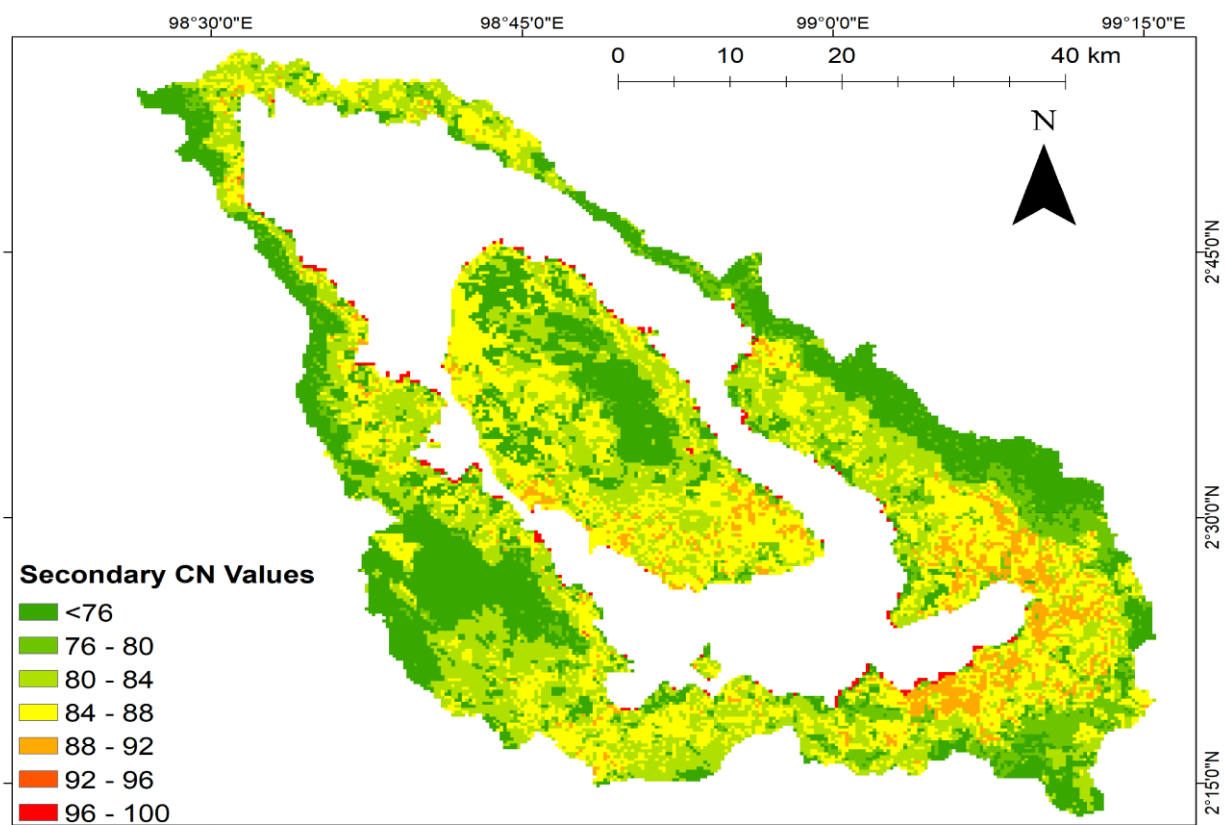 98°30'0"E 98°45'0"E 99°0'0"E 99°15'0"E
0 10 20 40 km
N
2°45'0"N
2°30'0"N
2°15'0"N
Secondary CN Values
<76
76 - 80
80 - 84
84 - 88
88 - 92
92 - 96
96 - 100